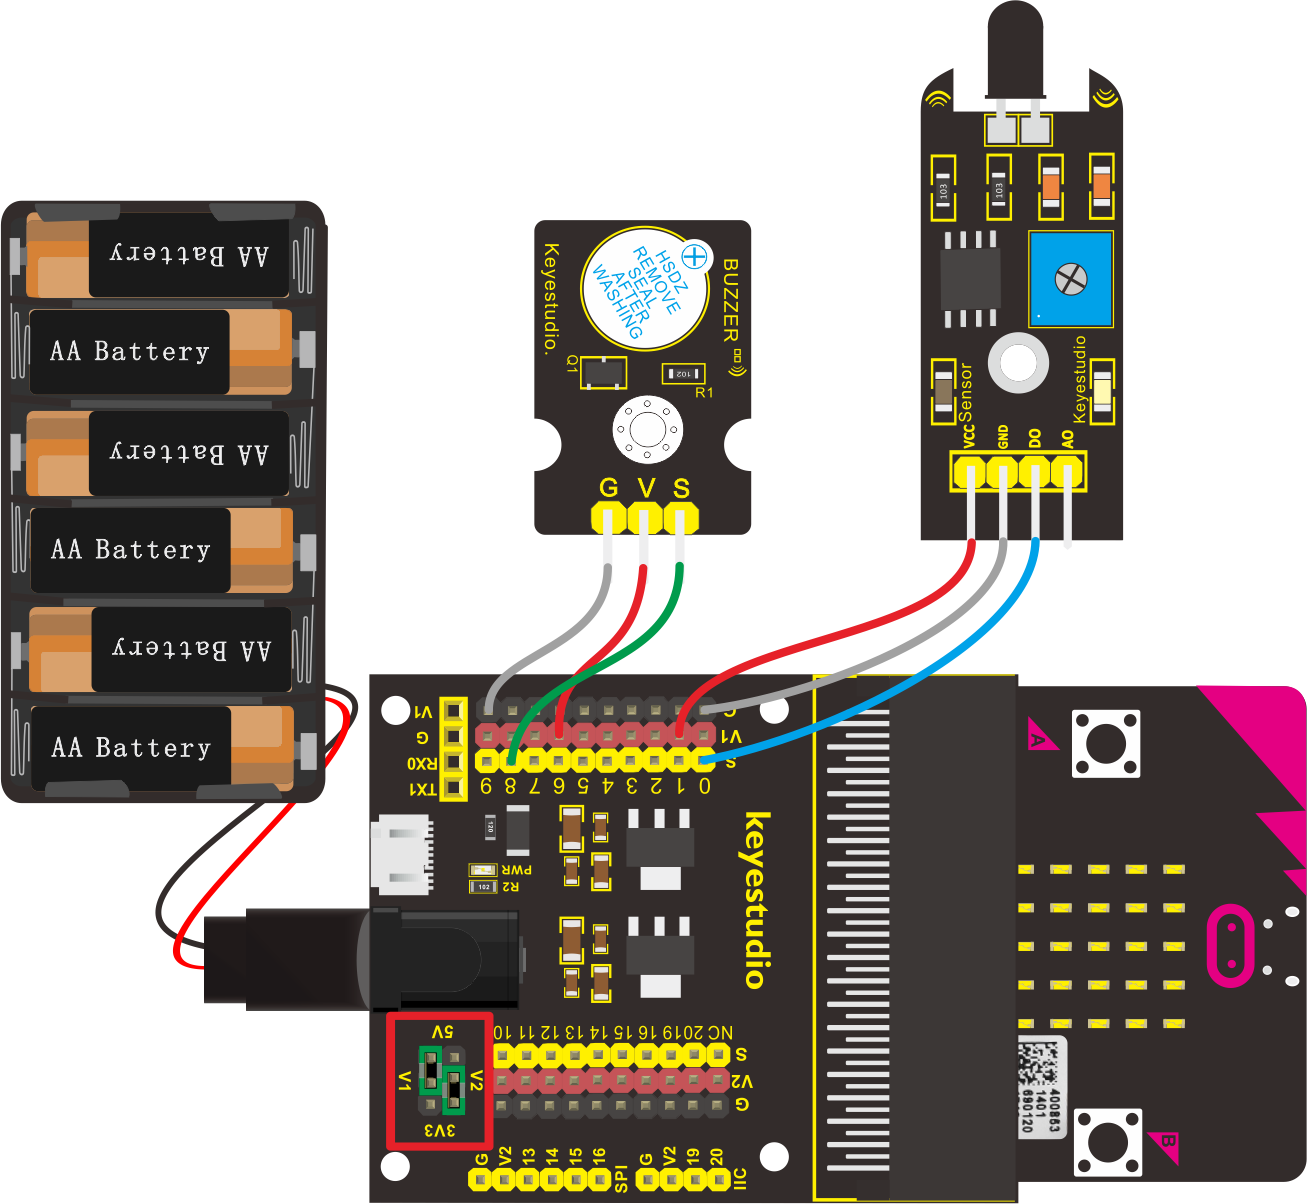 AA Battery
AA Battery
AA Battery
AA Battery
AA Battery
AA Battery
Keyestudio.
HSDZ
REMOVE
SEAL
AFTER
WASHING
BUZZER
Q1
102
R1
G V S
103
103
Sensor
Keyestudio
VCC
GND
DO
AO
V1
G
RX0
TX1
G
V1
S
9 8 7 6 5 4 3 2 1 0
120
PWR
102
R2
keyestudio
5V
V1
V2
3V3
10 11 12 13 14 15 16 19 20 NC
S
V2
G
G
V2
13
14
15
16
SPI
G
V2
19
20
IIC
A
B
400863
1401
690120